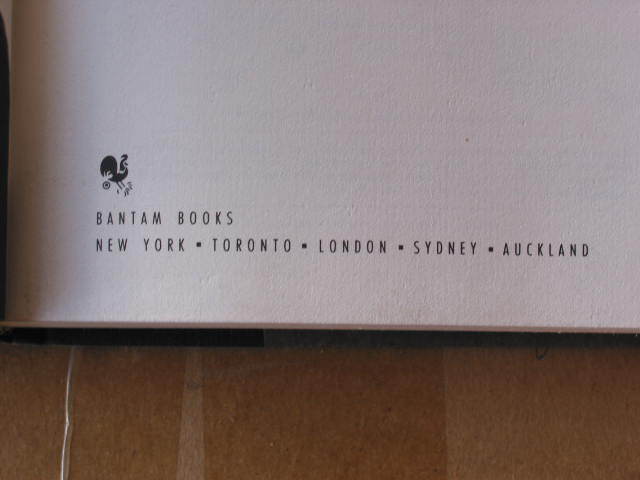 BANTAM BOOKS
NEW YORK ▪ TORONTO ▪ LONDON ▪ SYDNEY ▪ AUCKLAND